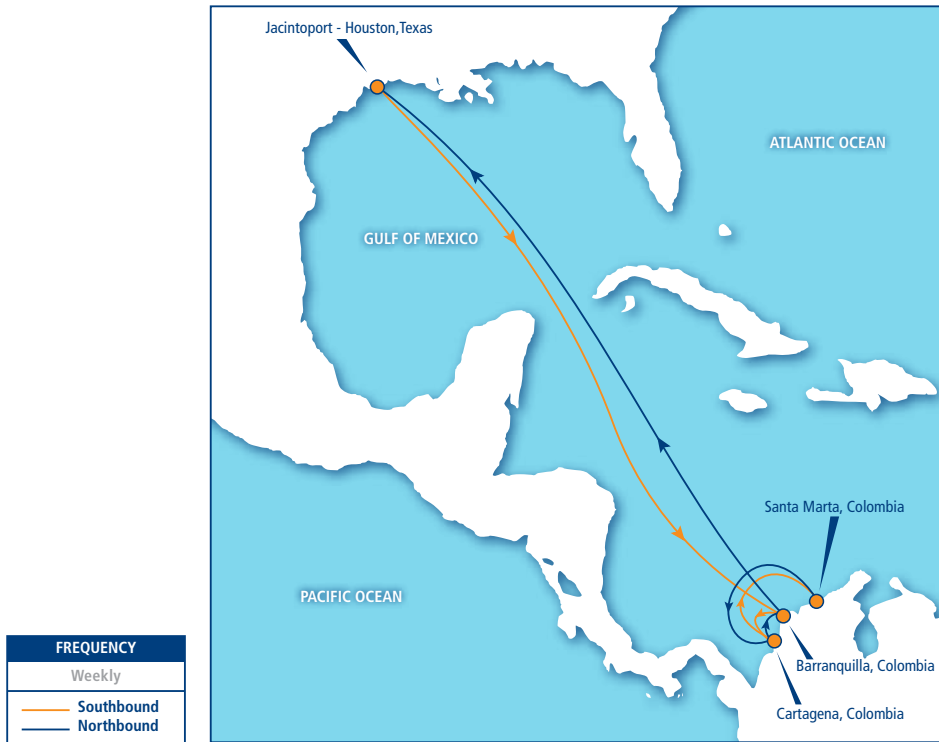 Jacintoport - Houston,Texas
ATLANTIC OCEAN
GULF OF MEXICO
Santa Marta, Colombia
PACIFIC OCEAN
Barranquilla, Colombia
Cartagena, Colombia
FREQUENCY
Weekly
Southbound
Northbound